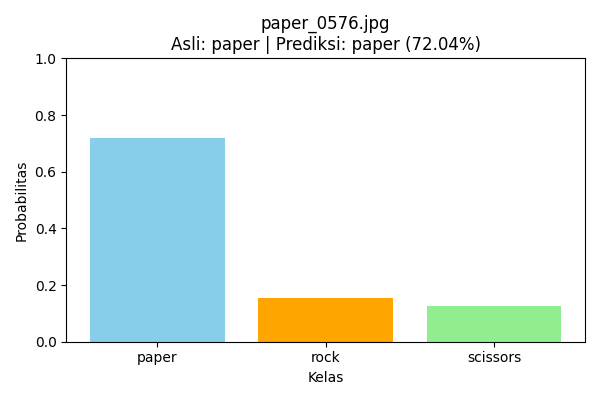 paper_0576.jpg
Asli: paper | Prediksi: paper (72.04%)
1.0
0.8
0.6
0.4
0.2
0.0
Probabilitas
paper
rock
scissors
Kelas